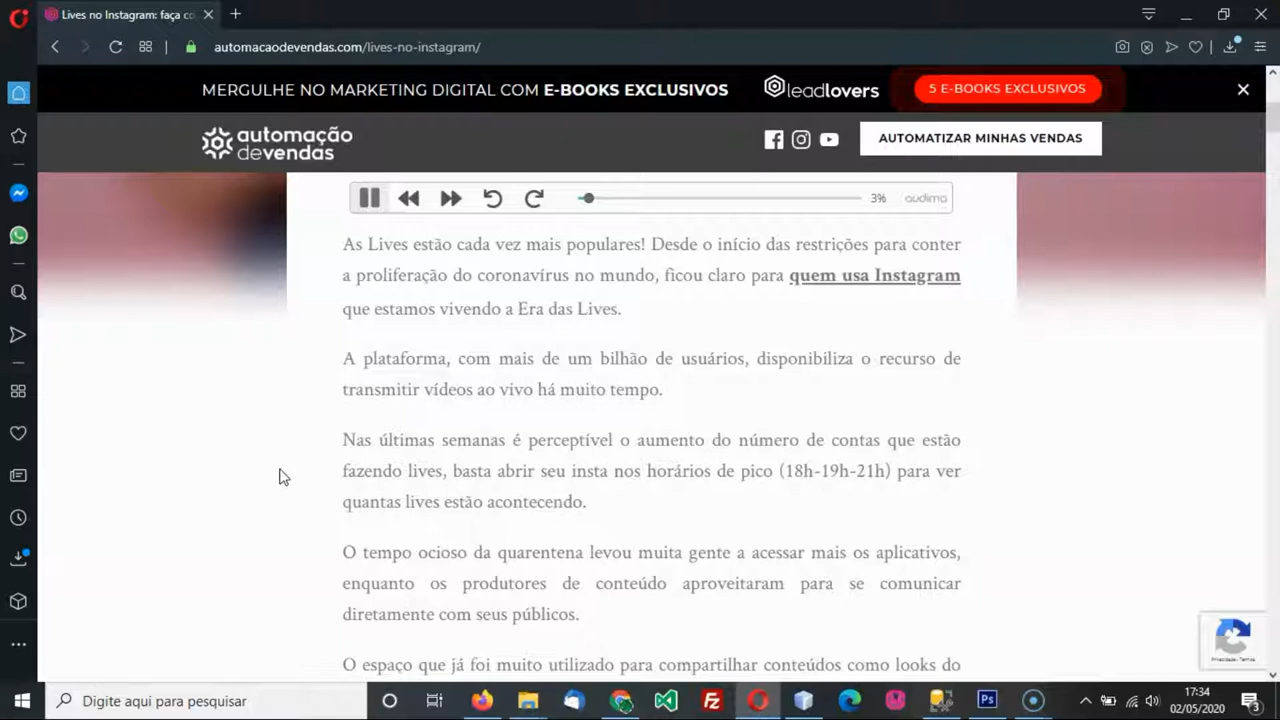 Lives no Instagram: faça co
automacaodevendas.com/lives-no-instagram/
MERGULHE NO MARKETING DIGITAL COM E-BOOKS EXCLUSIVOS
leadlovers
5 E-BOOKS EXCLUSIVOS
automação
devendas
AUTOMATIZAR MINHAS VENDAS
3%
audima
As Lives estão cada vez mais populares! Desde o início das restrições para conter
a proliferação do coronavírus no mundo, ficou claro para quem usa Instagram
que estamos vivendo a Era das Lives.
A plataforma, com mais de um bilhão de usuários, disponibiliza o recurso de
transmitir vídeos ao vivo há muito tempo.
Nas últimas semanas é perceptível o aumento do número de contas que estão
fazendo lives, basta abrir seu insta nos horários de pico (18h-19h-21h) para ver
quantas lives estão acontecendo.
O tempo ocioso da quarentena levou muita gente a acessar mais os aplicativos,
enquanto os produtores de conteúdo aproveitaram para se comunicar
diretamente com seus públicos.
O espaço que já foi muito utilizado para compartilhar conteúdos como looks do
Privacidade - Termos
Digite aqui para pesquisar
Ps
17:34
02/05/2020
3